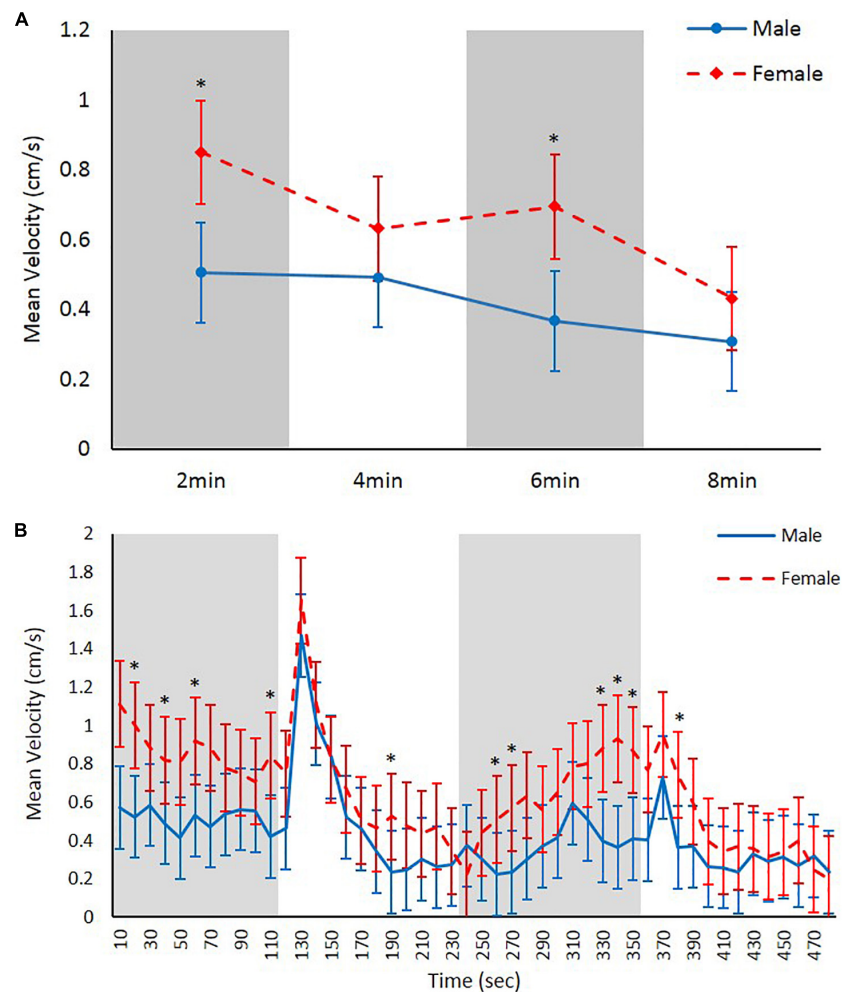 A
1.2
1
0.8
0.6
0.4
0.2
0
Mean Velocity (cm/s)
Male
Female
*
*
2min
4min
6min
8min
B
2
1.8
1.6
1.4
1.2
1
0.8
0.6
0.4
0.2
0
Mean Velocity (cm/s)
Male
Female
* * * * * * * * * * *
10 30 50 70 90 110 130 150 170 190 210 230 250 270 290 310 330 350 370 390 410 430 450 470
Time (sec)